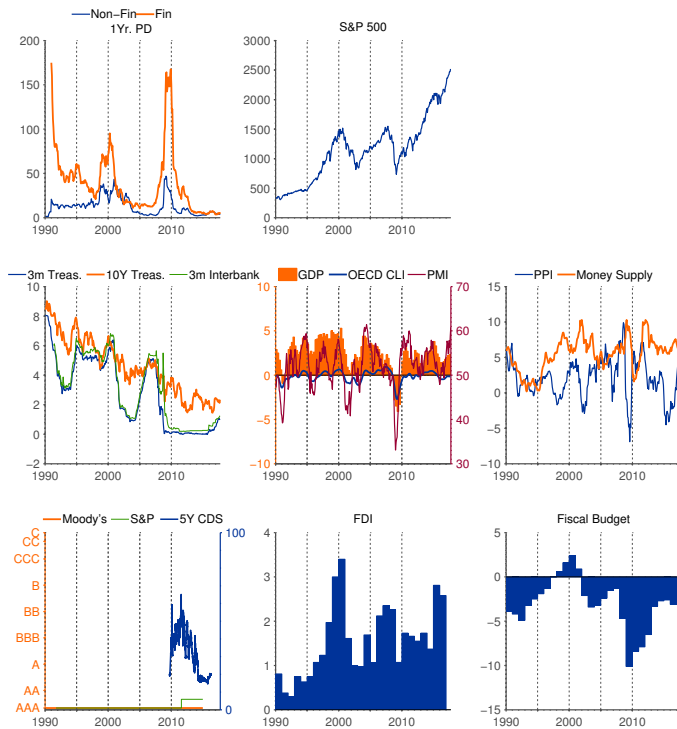 Non−Fin Fin
1Yr. PD
200
150
100
50
0
1990 2000 2010
S&P 500
3000
2500
2000
1500
1000
500
0
1990 2000 2010
3m Treas. 10Y Treas. 3m Interbank
10
8
6
4
2
0
−2
1990 2000 2010
GDP OECD CLI PMI
10
5
0
−5
−10
70
60
50
40
30
1990 2000 2010
PPI Money Supply
15
10
5
0
−5
−10
1990 2000 2010
Moody's S&P 5Y CDS
C
CC
CCC
B
BB
BBB
A
AA
AAA
100
0
1990 2000 2010
FDI
4
3
2
1
0
1990 2000 2010
Fiscal Budget
5
0
−5
−10
−15
1990 2000 2010